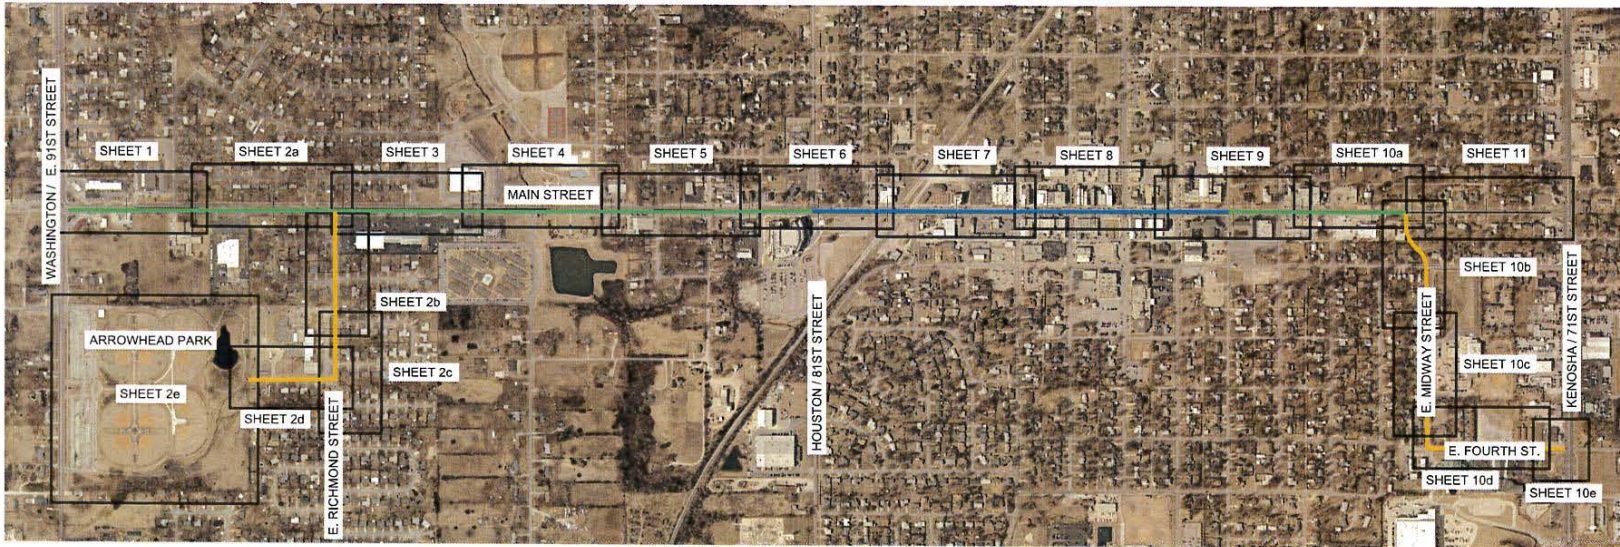 SHEET 1
SHEET 2a
SHEET 3
SHEET 4
SHEET 5
SHEET 6
SHEET 7
SHEET 8
SHEET 9
SHEET 10a
SHEET 11
WASHINGTON / E. 91ST STREET
MAIN STREET
SHEET 10b
SHEET 2b
ARROWHEAD PARK
SHEET 2c
SHEET 10c
SHEET 2e
SHEET 2d
E. RICHMOND STREET
HOUSTON / 81ST STREET
E. MIDWAY STREET
KENOSHA / 71ST STREET
E. FOURTH ST.
SHEET 10d
SHEET 10e